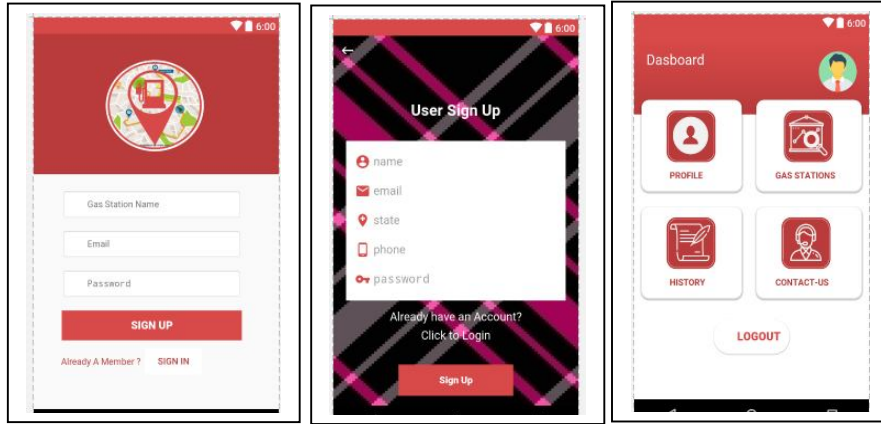 6:00
Gas Station Name
Email
Password
SIGN UP
Already A Member ? SIGN IN
6:00
User Sign Up
name
email
state
phone
password
Already have an Account?
Click to Login
Sign Up
6:00
Dasboard
PROFILE
GAS STATIONS
HISTORY
CONTACT-US
LOGOUT